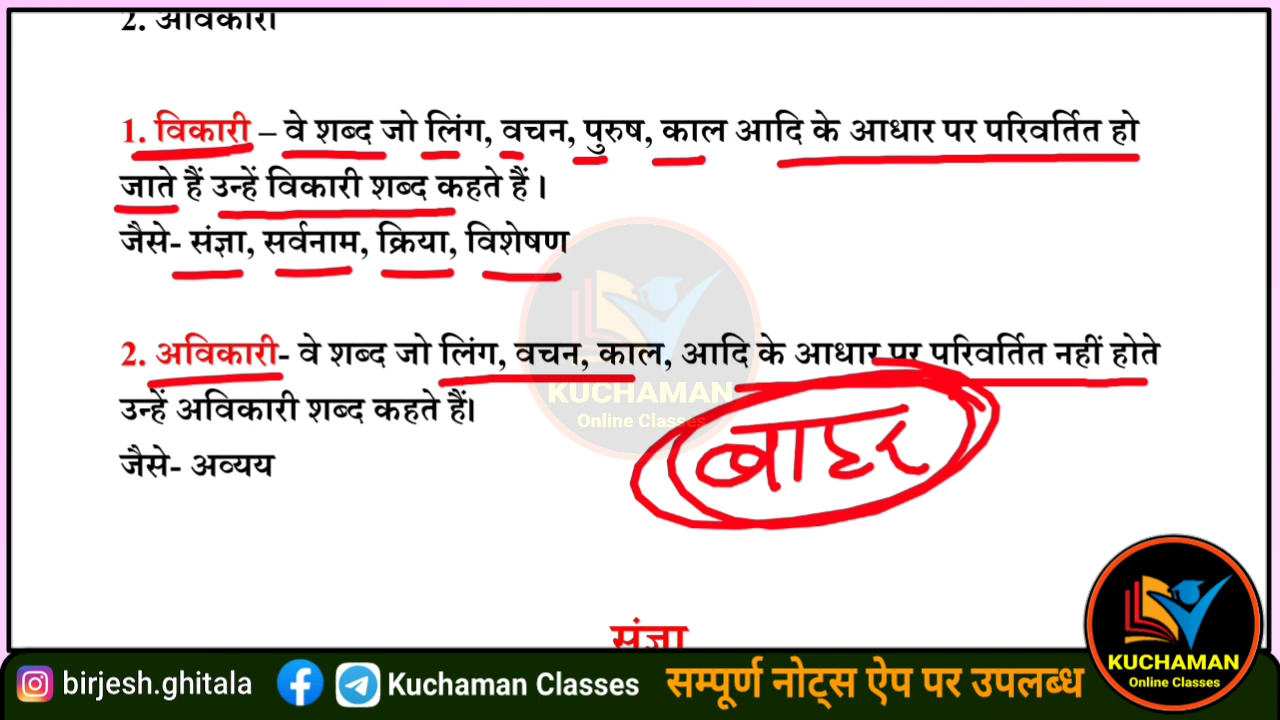 2. अविकारी
1. विकारी – वे शब्द जो लिंग, वचन, पुरुष, काल आदि के आधार पर परिवर्तित हो
जाते हैं उन्हें विकारी शब्द कहते हैं ।
जैसे- संज्ञा, सर्वनाम, क्रिया, विशेषण
2. अविकारी- वे शब्द जो लिंग, वचन, काल, आदि के आधार पर परिवर्तित नहीं होते
उन्हें अविकारी शब्द कहते हैं।
जैसे- अव्यय
बाहर
KUCHAMAN
Online Classes
संज्ञा
KUCHAMAN
Online Classes
birjesh.ghitala Kuchaman Classes सम्पूर्ण नोट्स ऐप पर उपलब्ध